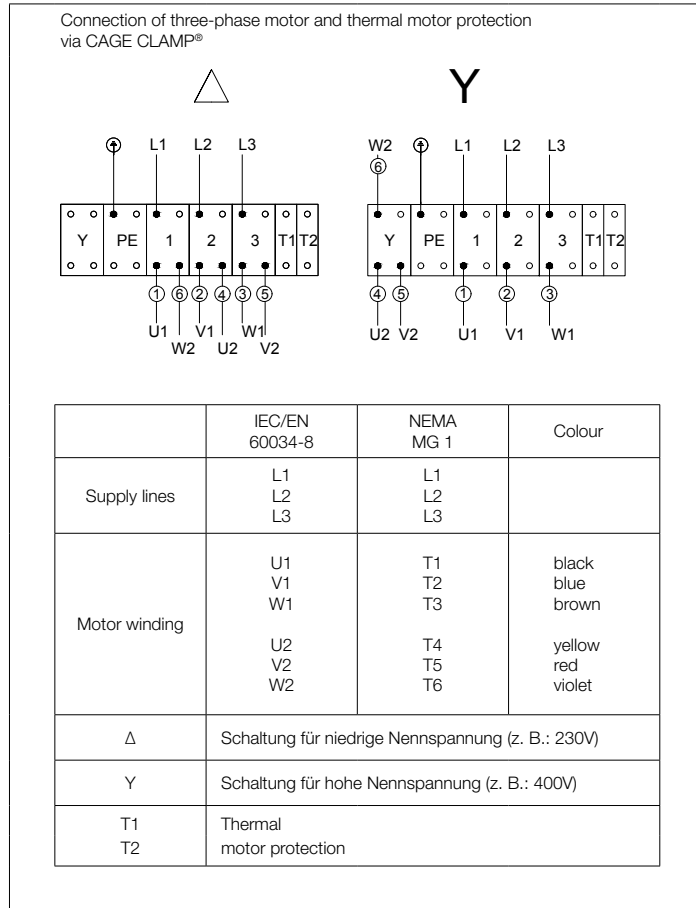 Connection of three-phase motor and thermal motor protection
via CAGE CLAMP®
Δ Y
L1 L2 L3
Y PE 1 2 3 T1 T2
1 6 2 4 3 5
U1 V1 W1
W2 U2 V2
W2 L1 L2 L3
6
Y PE 1 2 3 T1 T2
4 5 1 2 3
U2 V2 U1 V1 W1
IEC/EN NEMA Colour
60034-8 MG 1
Supply lines
L1 L1
L2 L2
L3 L3
Motor winding
U1 T1 black
V1 T2 blue
W1 T3 brown
U2 T4 yellow
V2 T5 red
W2 T6 violet
Δ Schaltung für niedrige Nennspannung (z. B.: 230V)
Y Schaltung für hohe Nennspannung (z. B.: 400V)
T1 Thermal
T2 motor protection